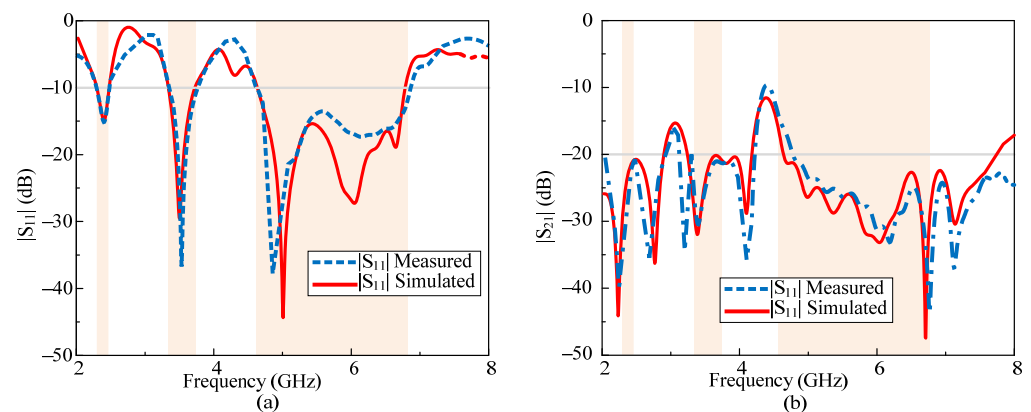 0
−10
−20
−30
−40
−50
|S₁₁| (dB)
|S₁₁| Measured
|S₁₁| Simulated
2 4 6 8
Frequency (GHz)
(a)
0
−10
−20
−30
−40
−50
|S₂₁| (dB)
|S₁₁| Measured
|S₁₁| Simulated
2 4 6 8
Frequency (GHz)
(b)